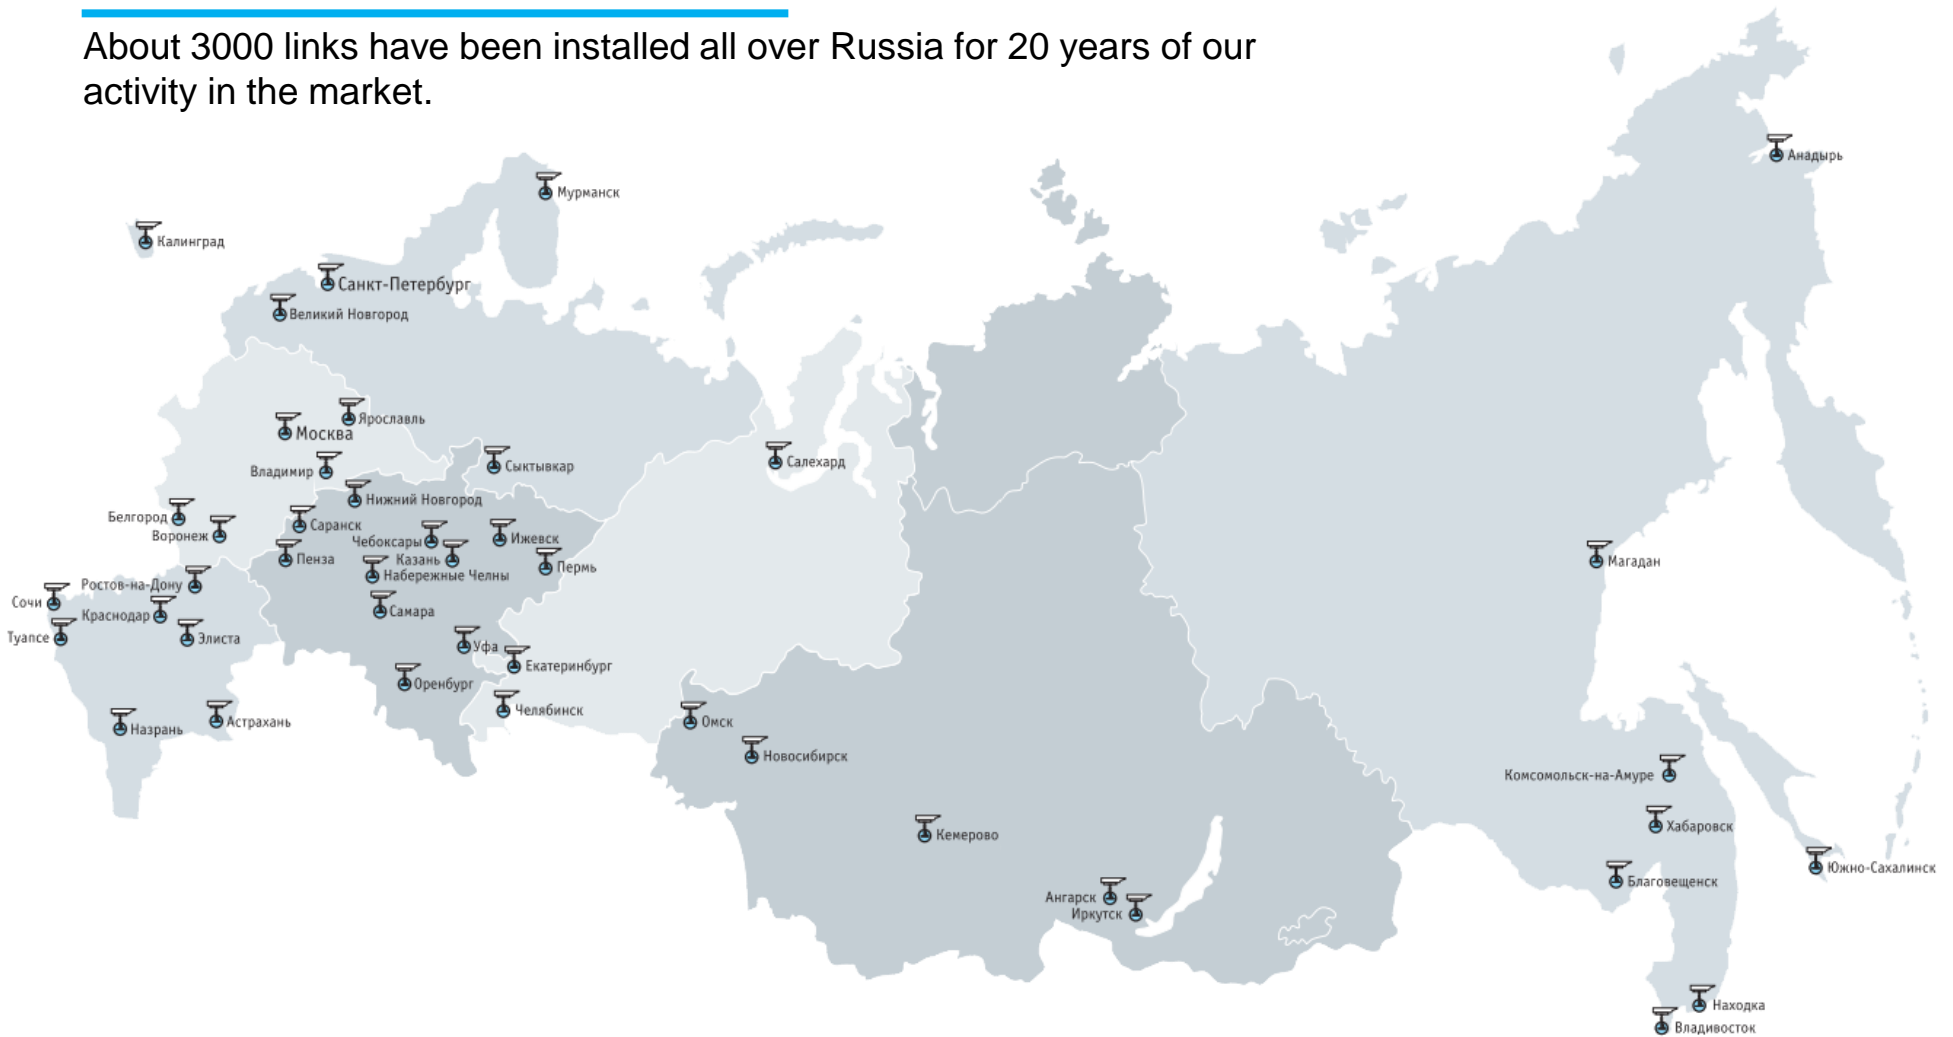 About 3000 links have been installed all over Russia for 20 years of our
activity in the market.
Анадырь
Мурманск
Калинград
Санкт-Петербург
Великий Новгород
Ярославль
Москва
Владимир
Сыктывкар
Салехард
Нижний Новгород
Белгород
Саранск
Воронеж
Чебоксары
Ижевск
Пенза
Казань
Пермь
Набережные Челны
Магадан
Ростов-на-Дону
Сочи
Краснодар
Самара
Туапсе
Элиста
Уфа
Екатеринбург
Оренбург
Челябинск
Назрань
Астрахань
Омск
Новосибирск
Комсомольск-на-Амуре
Кемерово
Хабаровск
Южно-Сахалинск
Благовещенск
Ангарск
Иркутск
Находка
Владивосток